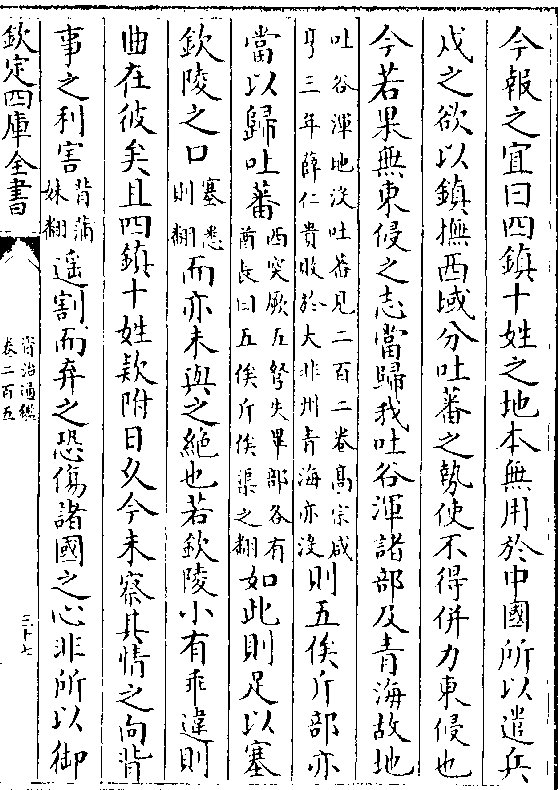 今報之宜曰四鎮十姓之地本無用於中國所以遣兵
戍之欲以鎮撫西域分吐蕃之勢使不得併力東侵也
今若果無東侵之志當歸我吐谷渾諸部及青海故地
吐谷渾地沒吐蕃見二百二卷高宗咸
亨三年薛仁貴敗於大非川青海亦沒
則五俟斤部亦
當以歸吐蕃
西突厥五弩失畢部各有
酋長曰五俟斤俟渠之翻
如此則足以塞
欽陵之口
塞悉
則翻
而亦未與之絶也若欽陵小有乖違則
曲在彼矣且四鎮十姓款附日久今未察其情之向背
事之利害
背蒲
妹翻
遥割而弃之恐傷諸國之心非所以御
欽定四庫全書
資治通鑑
卷二百五
三十七